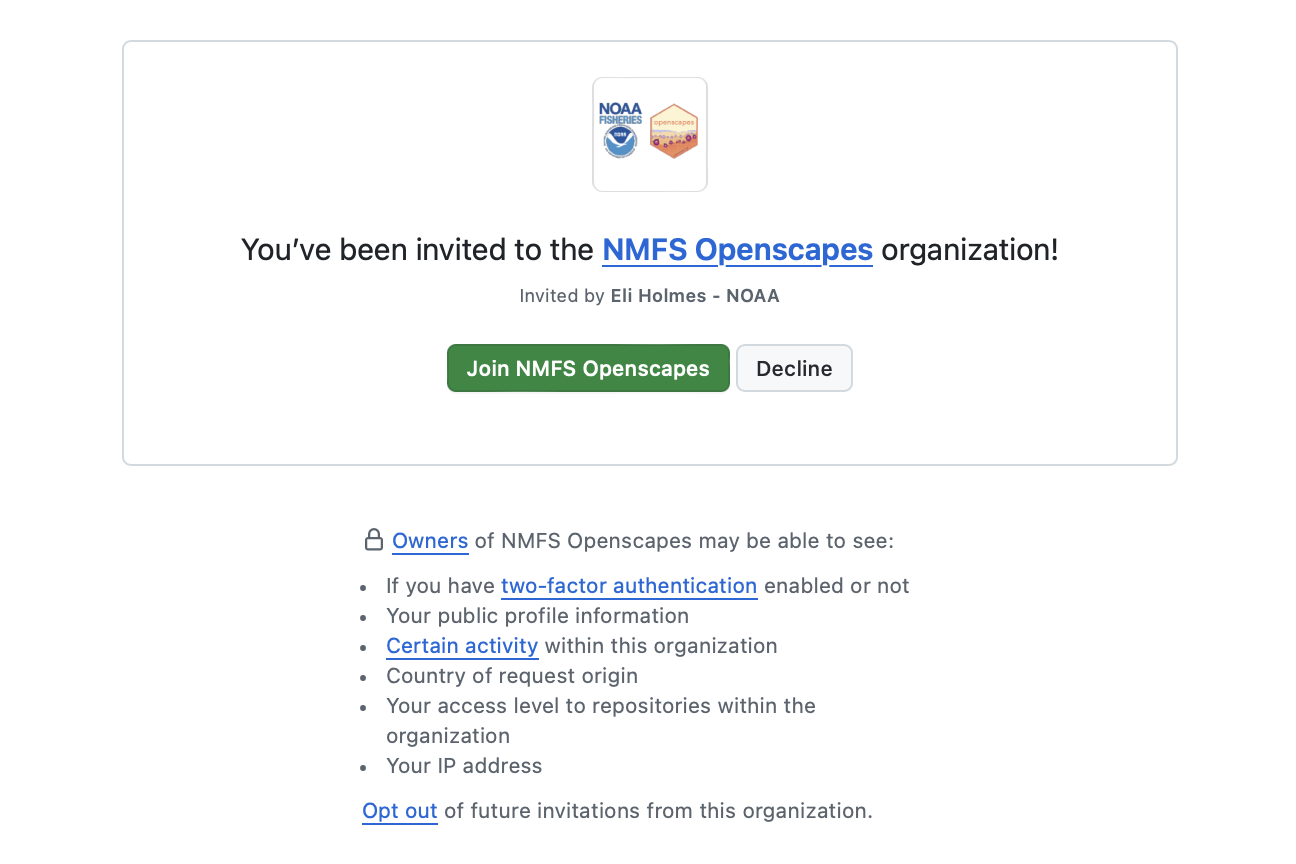 NOAA
FISHERIES
NOAA
openscapes
You’ve been invited to the NMFS Openscapes organization!
Invited by Eli Holmes - NOAA
Join NMFS Openscapes
Decline
Owners of NMFS Openscapes may be able to see:
• If you have two-factor authentication enabled or not
• Your public profile information
• Certain activity within this organization
• Country of request origin
• Your access level to repositories within the
organization
• Your IP address
Opt out of future invitations from this organization.